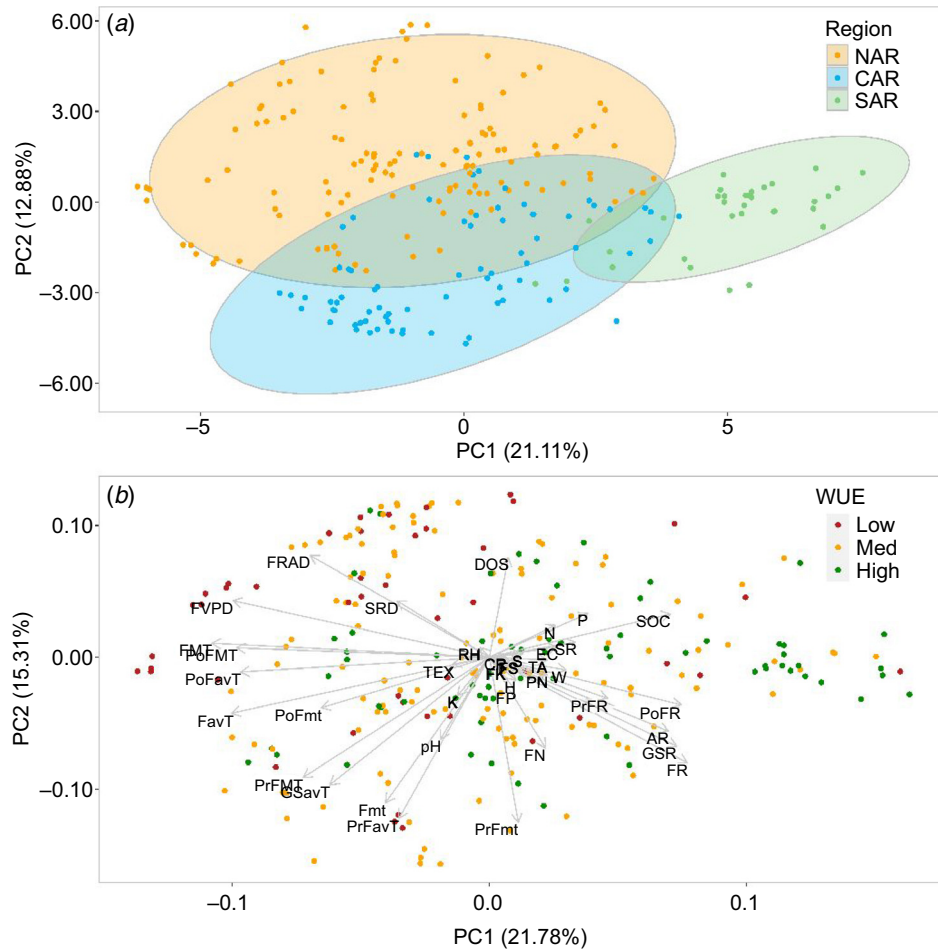 (a)
Region
NAR
CAR
SAR
6.00
3.00
0.00
–3.00
–6.00
PC2 (12.88%)
–5
0
5
PC1 (21.11%)
(b)
WUE
Low
Med
High
0.10
0.00
–0.10
PC2 (15.31%)
FRAD
DOS
FVPD
SRD
P
SOC
N
SR
FMT
PoFMT
RH
EC
S
CR
TA
TEX
FS
FK
PoFavT
W
PN
H
FP
K
PrFR
PoFR
FavT
PoFmt
pH
FN
AR
GSR
FR
PrFMT
GSavT
Fmt
PrFavT
PrFmt
–0.1
0.0
0.1
PC1 (21.78%)